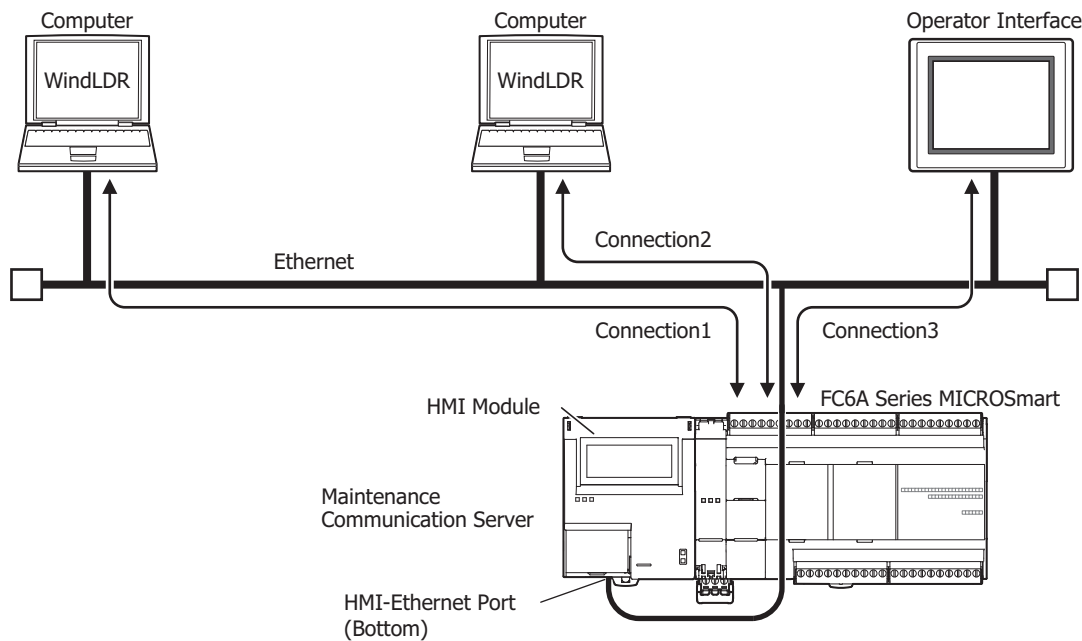 Computer
Computer
Operator Interface
WindLDR
WindLDR
Connection2
Ethernet
Connection1
Connection3
FC6A Series MICROSmart
HMI Module
Maintenance
Communication Server
HMI-Ethernet Port
(Bottom)